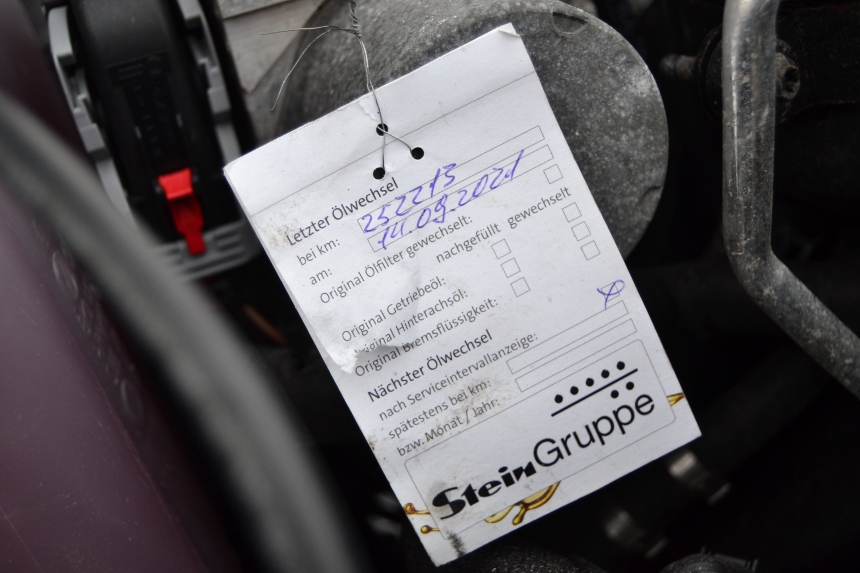 Letzter Ölwechsel
bei km: 252213
am: 14.09.2021
Original Ölfilter gewechselt:
nachgefüllt gewechselt
Original Getriebeöl:
Original Hinterachsöl:
Original Bremsflüssigkeit:
Nächster Ölwechsel
nach Serviceintervallanzeige:
spätestens bei km:
bzw. Monat / Jahr:
SteinGruppe